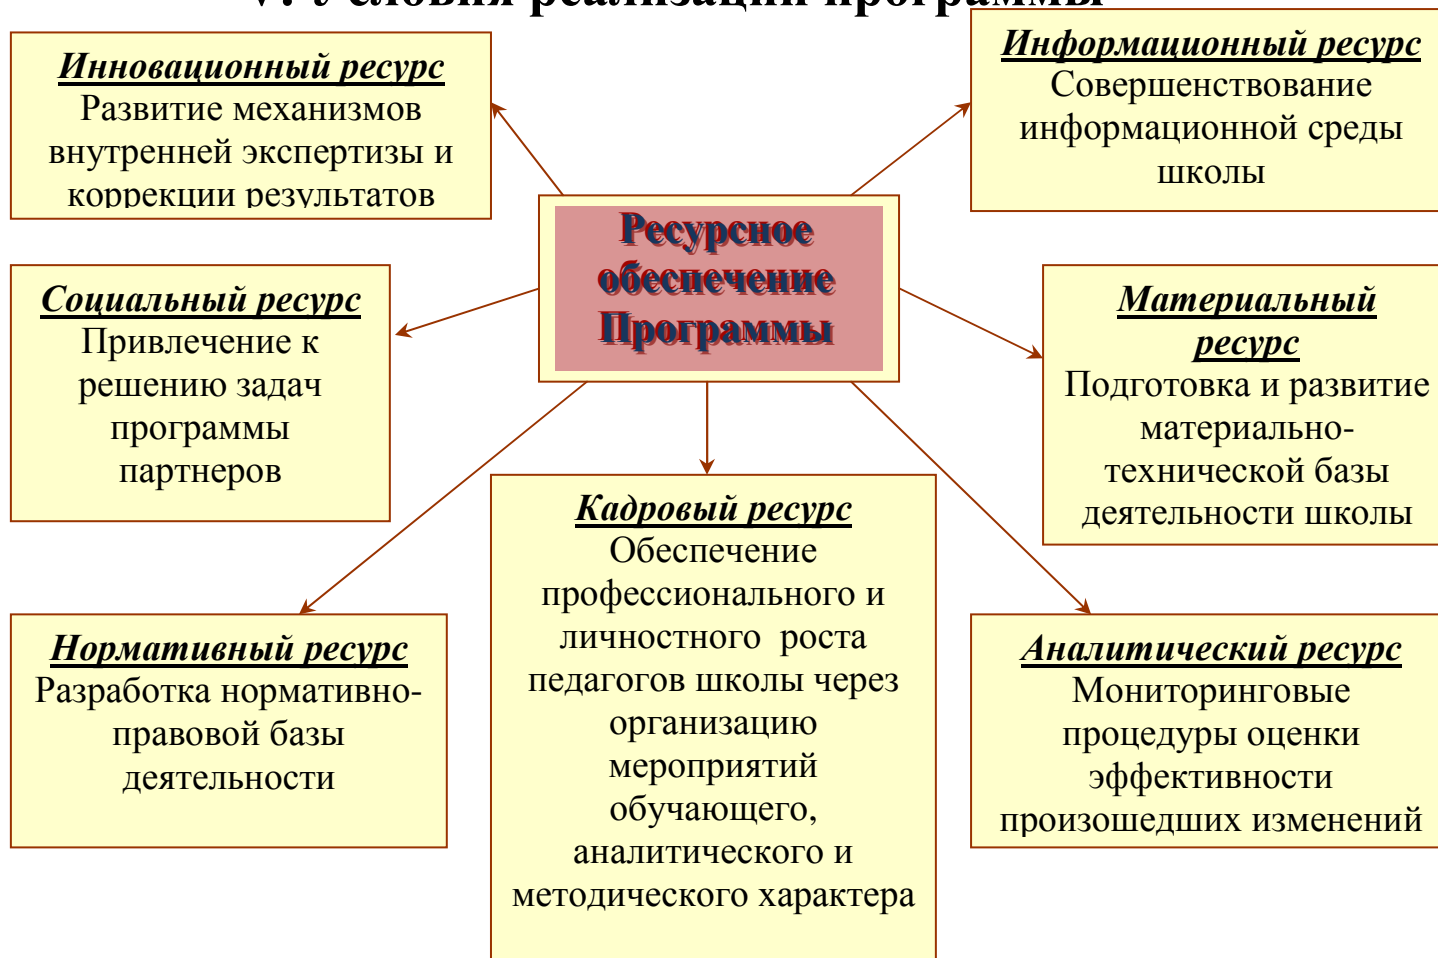 V. Условия реализации программы
Инновационный ресурс
Развитие механизмов
внутренней экспертизы и
коррекции результатов
Информационный ресурс
Совершенствование
информационной среды
школы
Ресурсное
обеспечение
Программы
Социальный ресурс
Привлечение к
решению задач
программы
партнеров
Материальный
ресурс
Подготовка и развитие
материально-
технической базы
деятельности школы
Кадровый ресурс
Обеспечение
профессионального и
личностного роста
педагогов школы через
организацию
мероприятий
обучающего,
аналитического и
методического характера
Нормативный ресурс
Разработка нормативно-
правовой базы
деятельности
Аналитический ресурс
Мониторинговые
процедуры оценки
эффективности
произошедших изменений